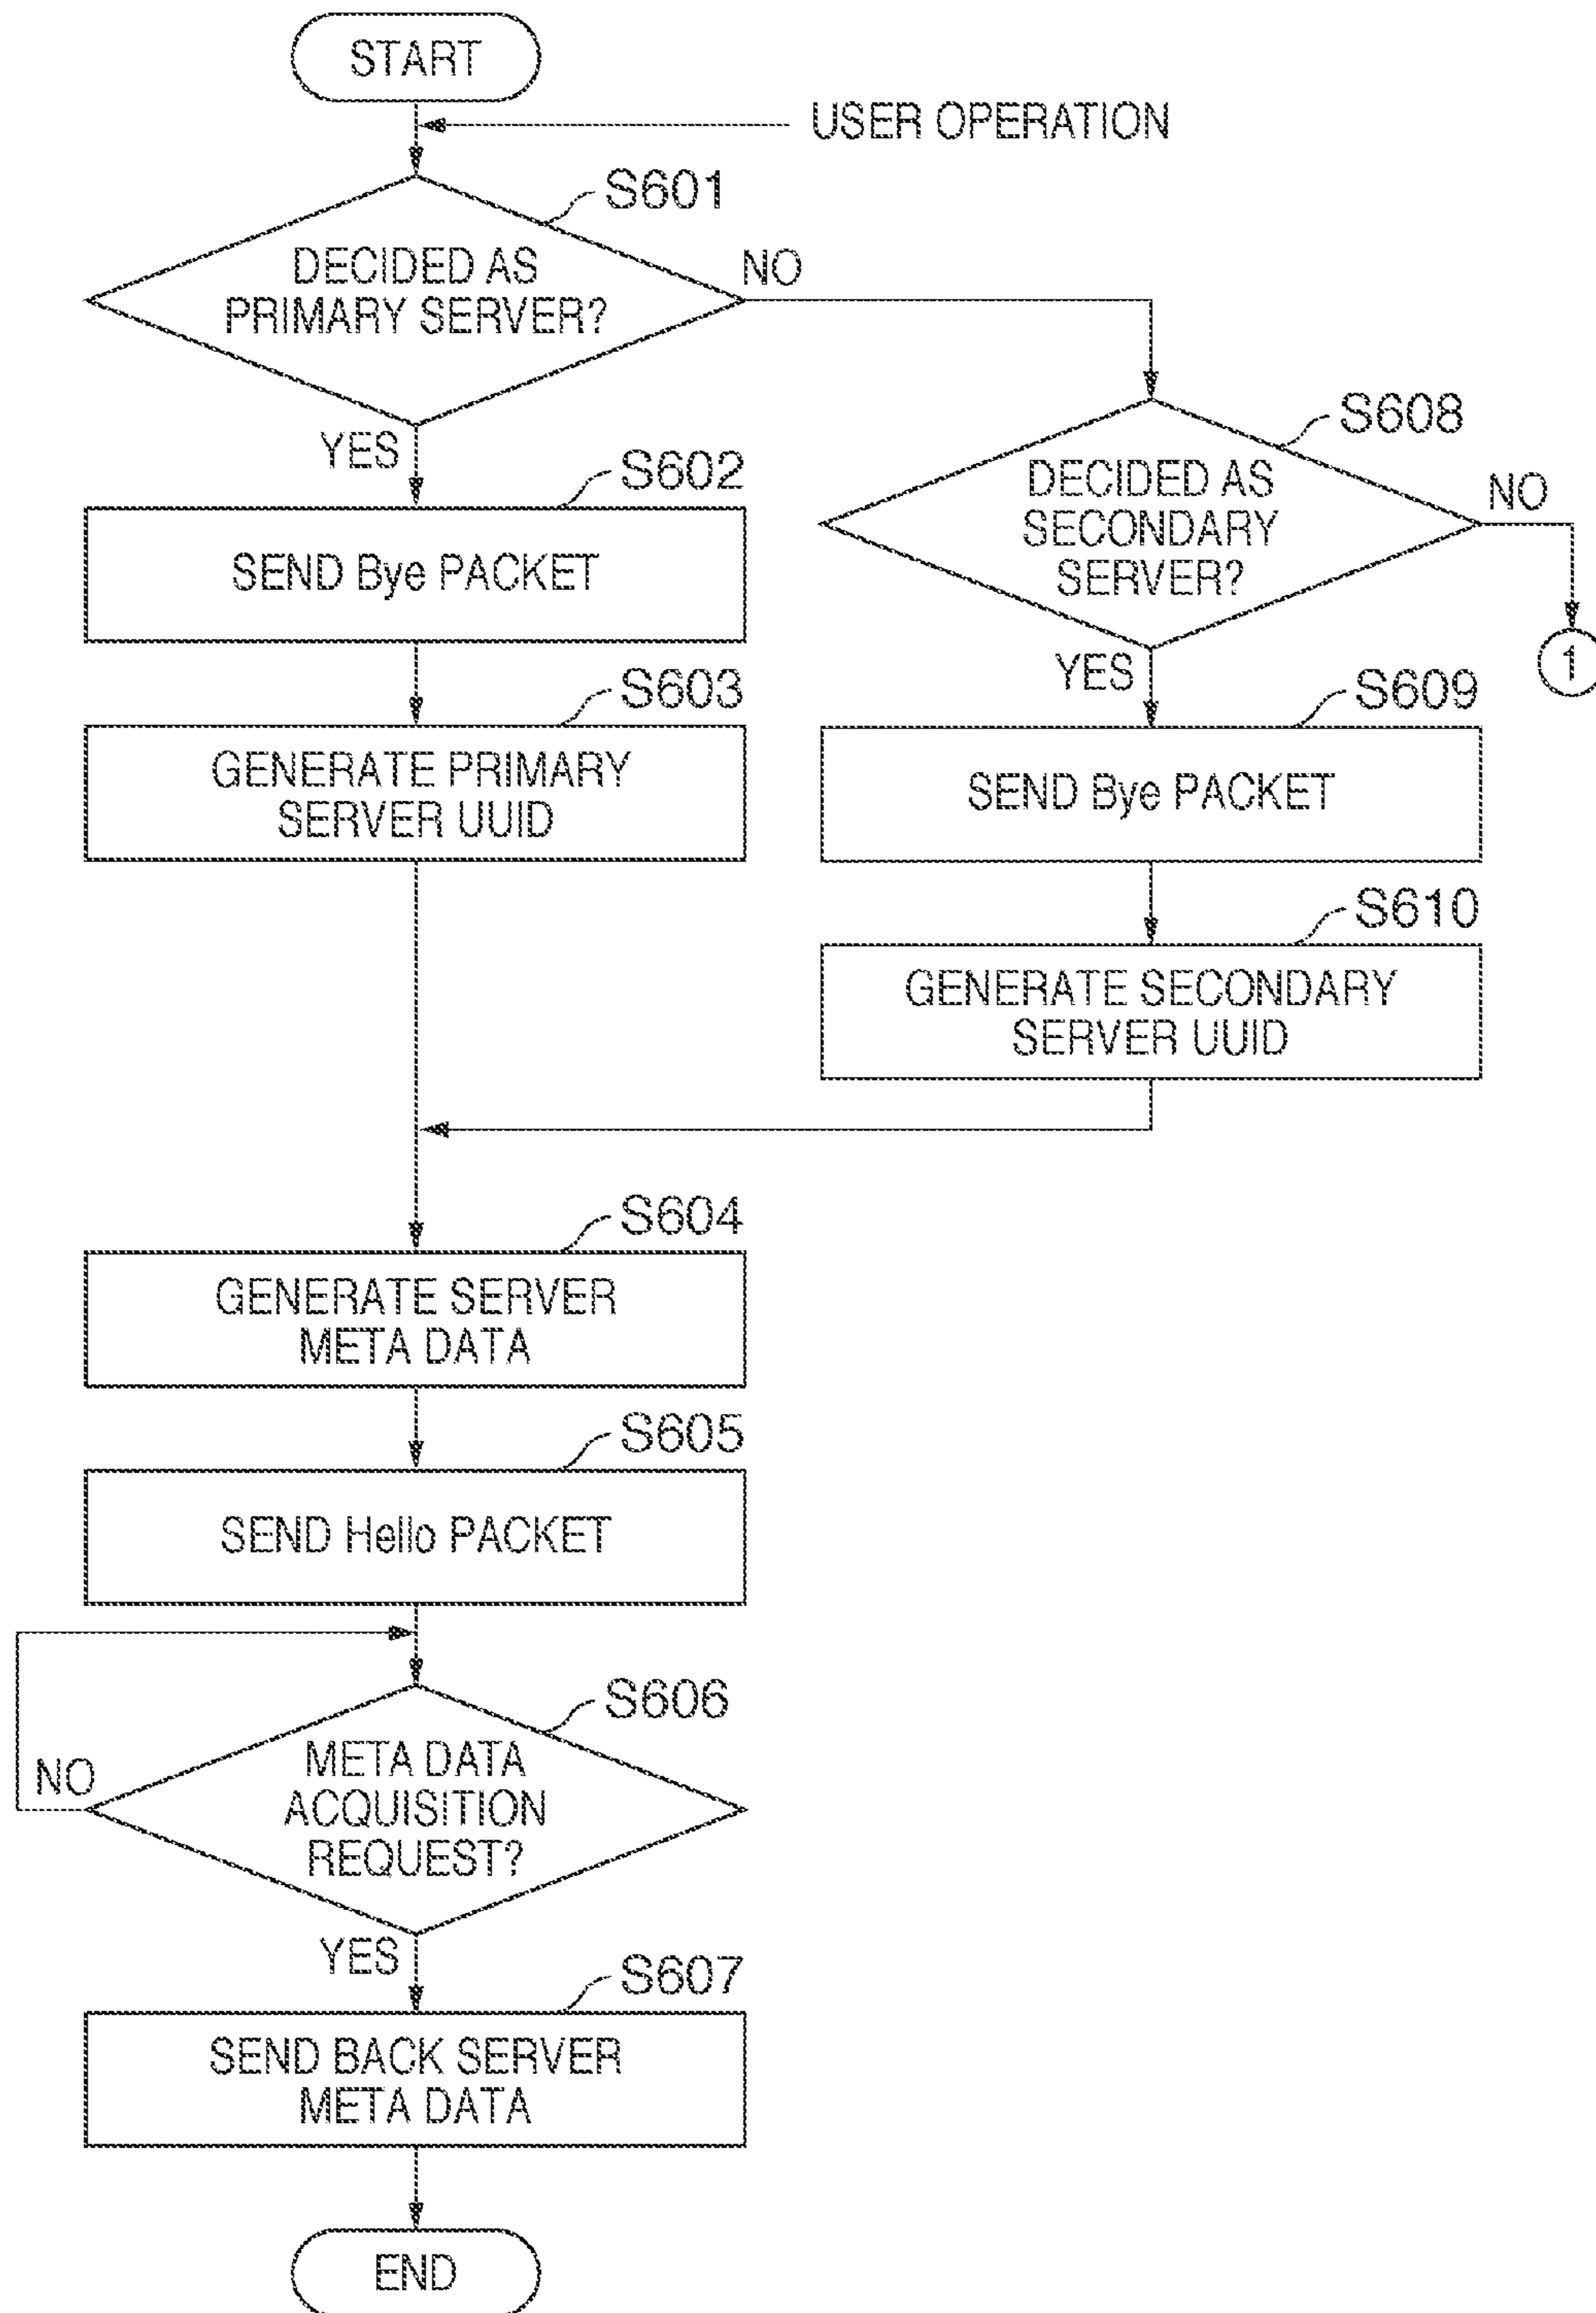 START
USER OPERATION
S601
DECIDED AS
PRIMARY SERVER?
NO
YES
S608
DECIDED AS
SECONDARY
SERVER?
NO
1
YES
S602
SEND Bye PACKET
S603
GENERATE PRIMARY
SERVER UUID
S609
SEND Bye PACKET
S610
GENERATE SECONDARY
SERVER UUID
S604
GENERATE SERVER
META DATA
S605
SEND Hello PACKET
S606
META DATA
ACQUISITION
REQUEST?
NO
YES
S607
SEND BACK SERVER
META DATA
END